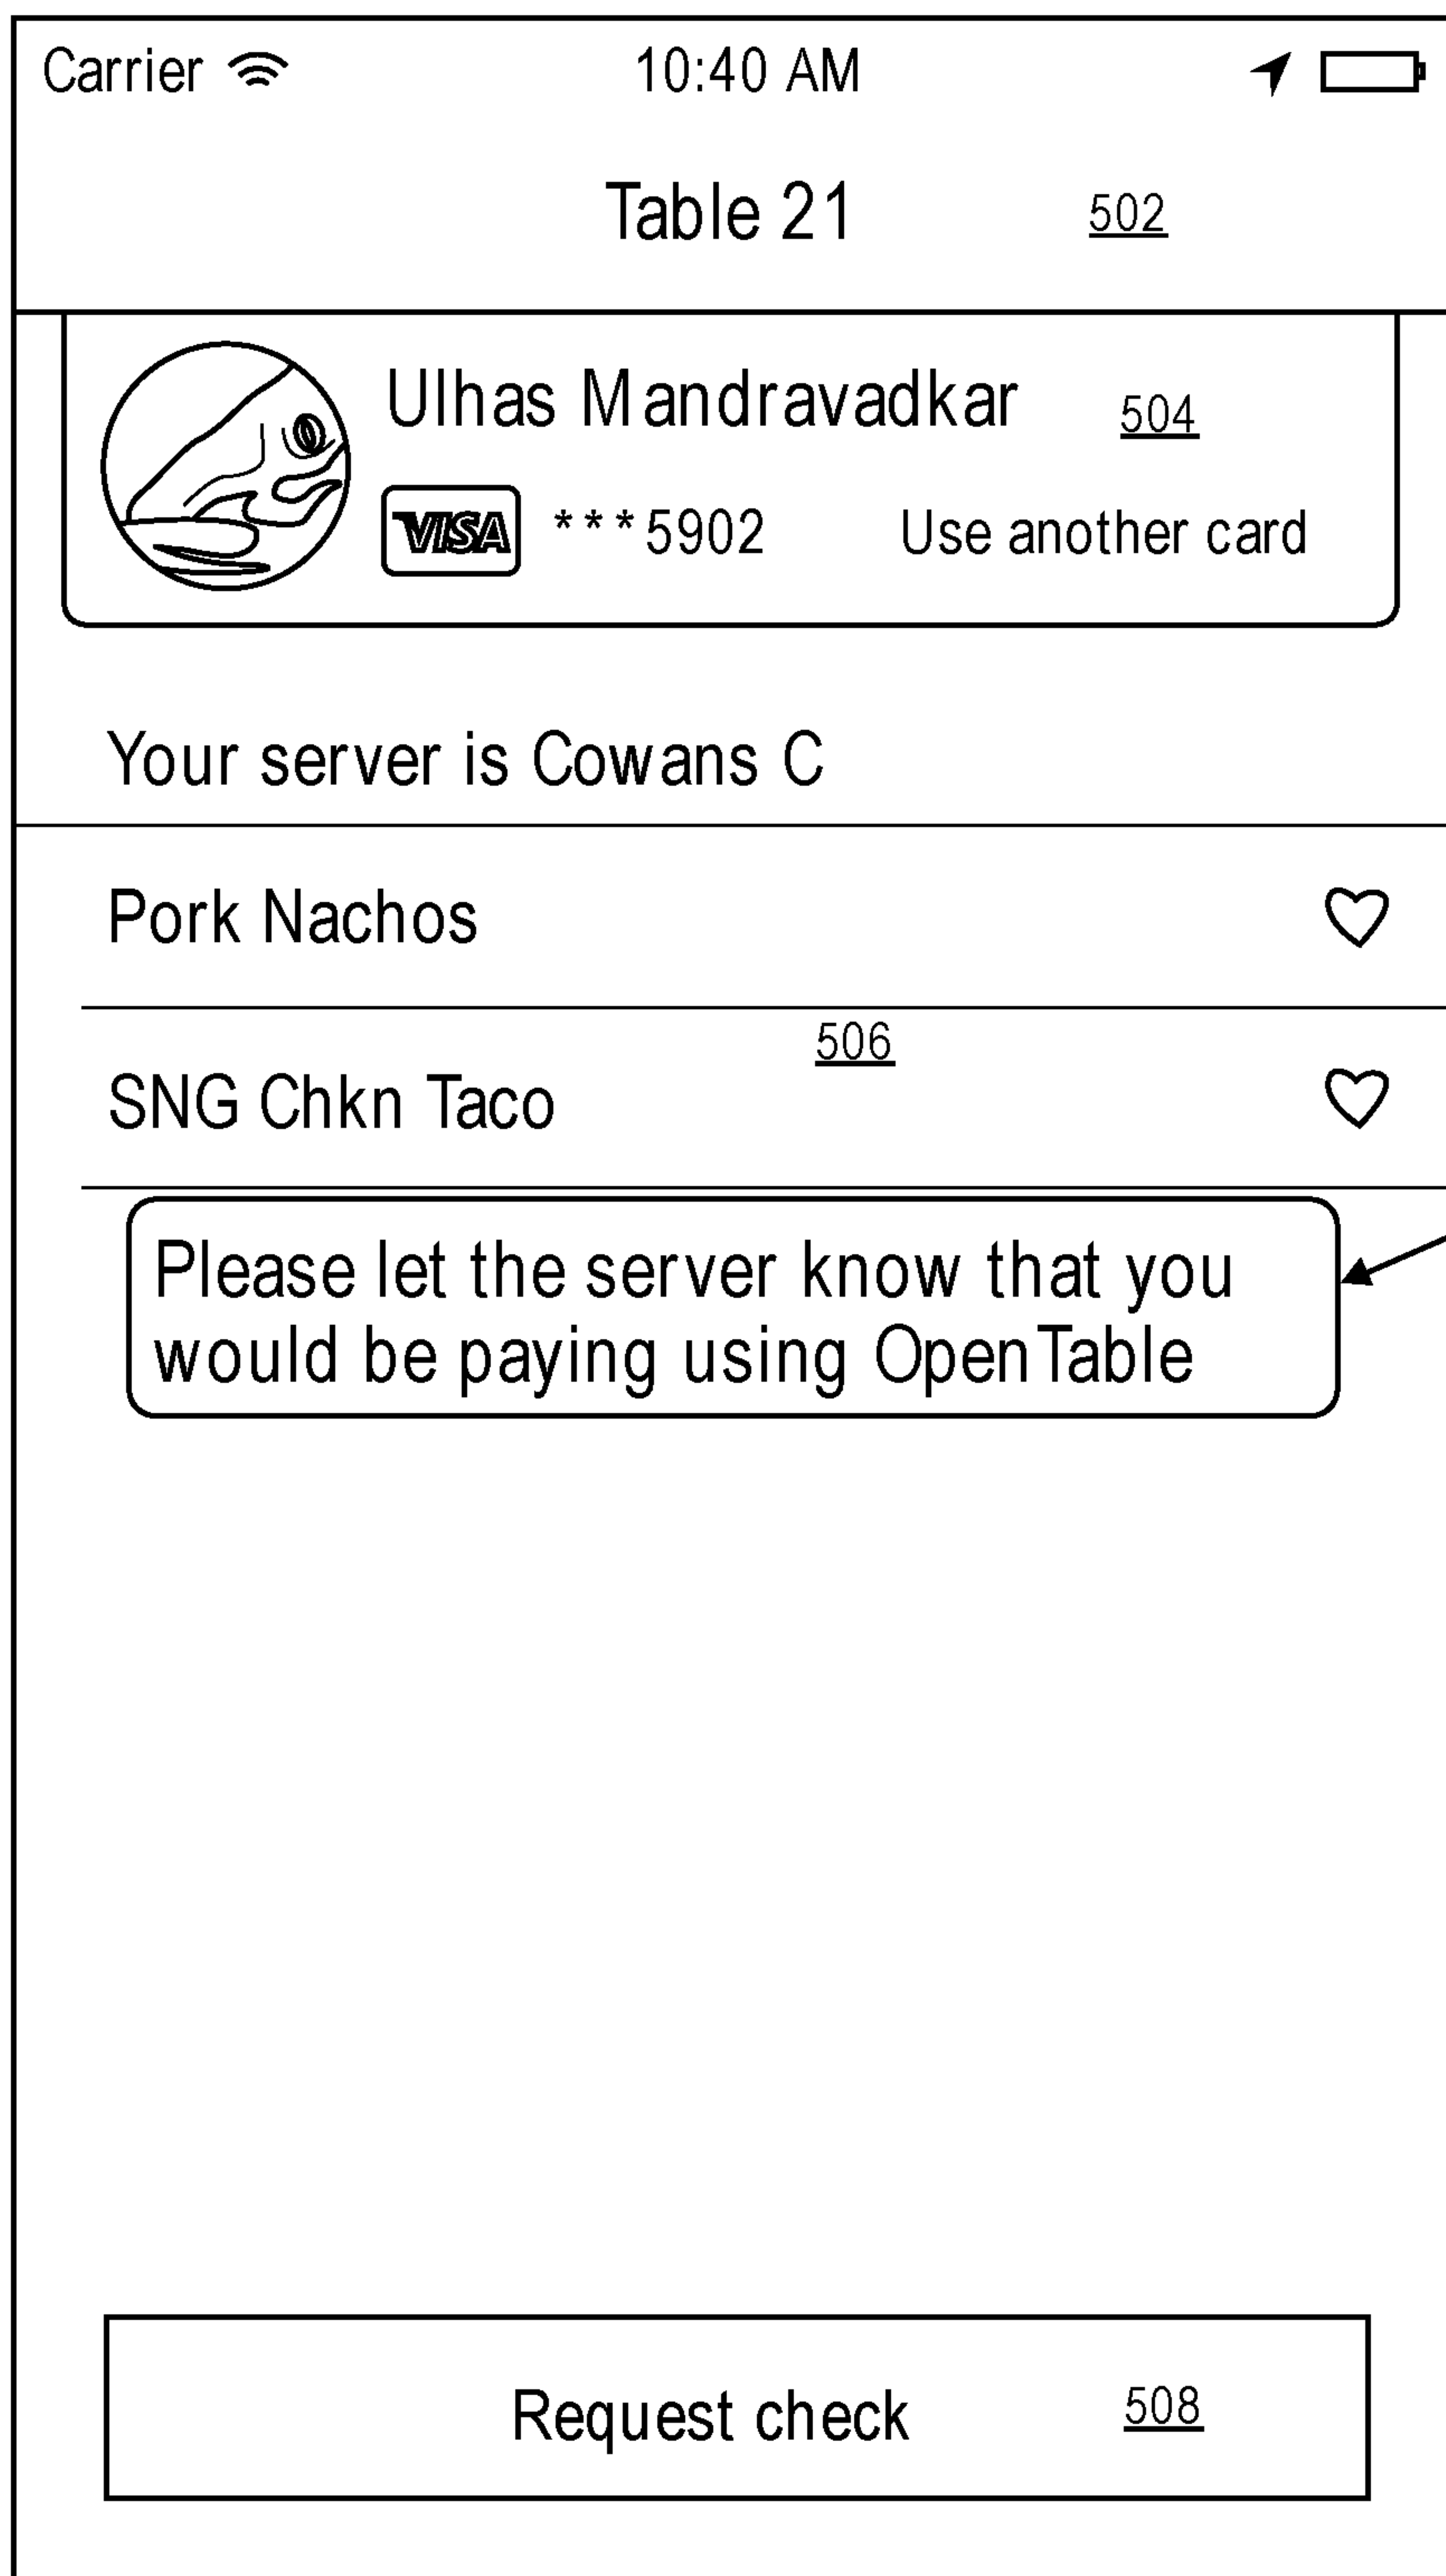 Carrier 10:40 AM
Table 21 502
Ulhas Mandravadkar 504
VISA ***5902 Use another card
Your server is Cowans C
Pork Nachos
506
SNG Chkn Taco
Please let the server know that you
would be paying using OpenTable
Request check 508